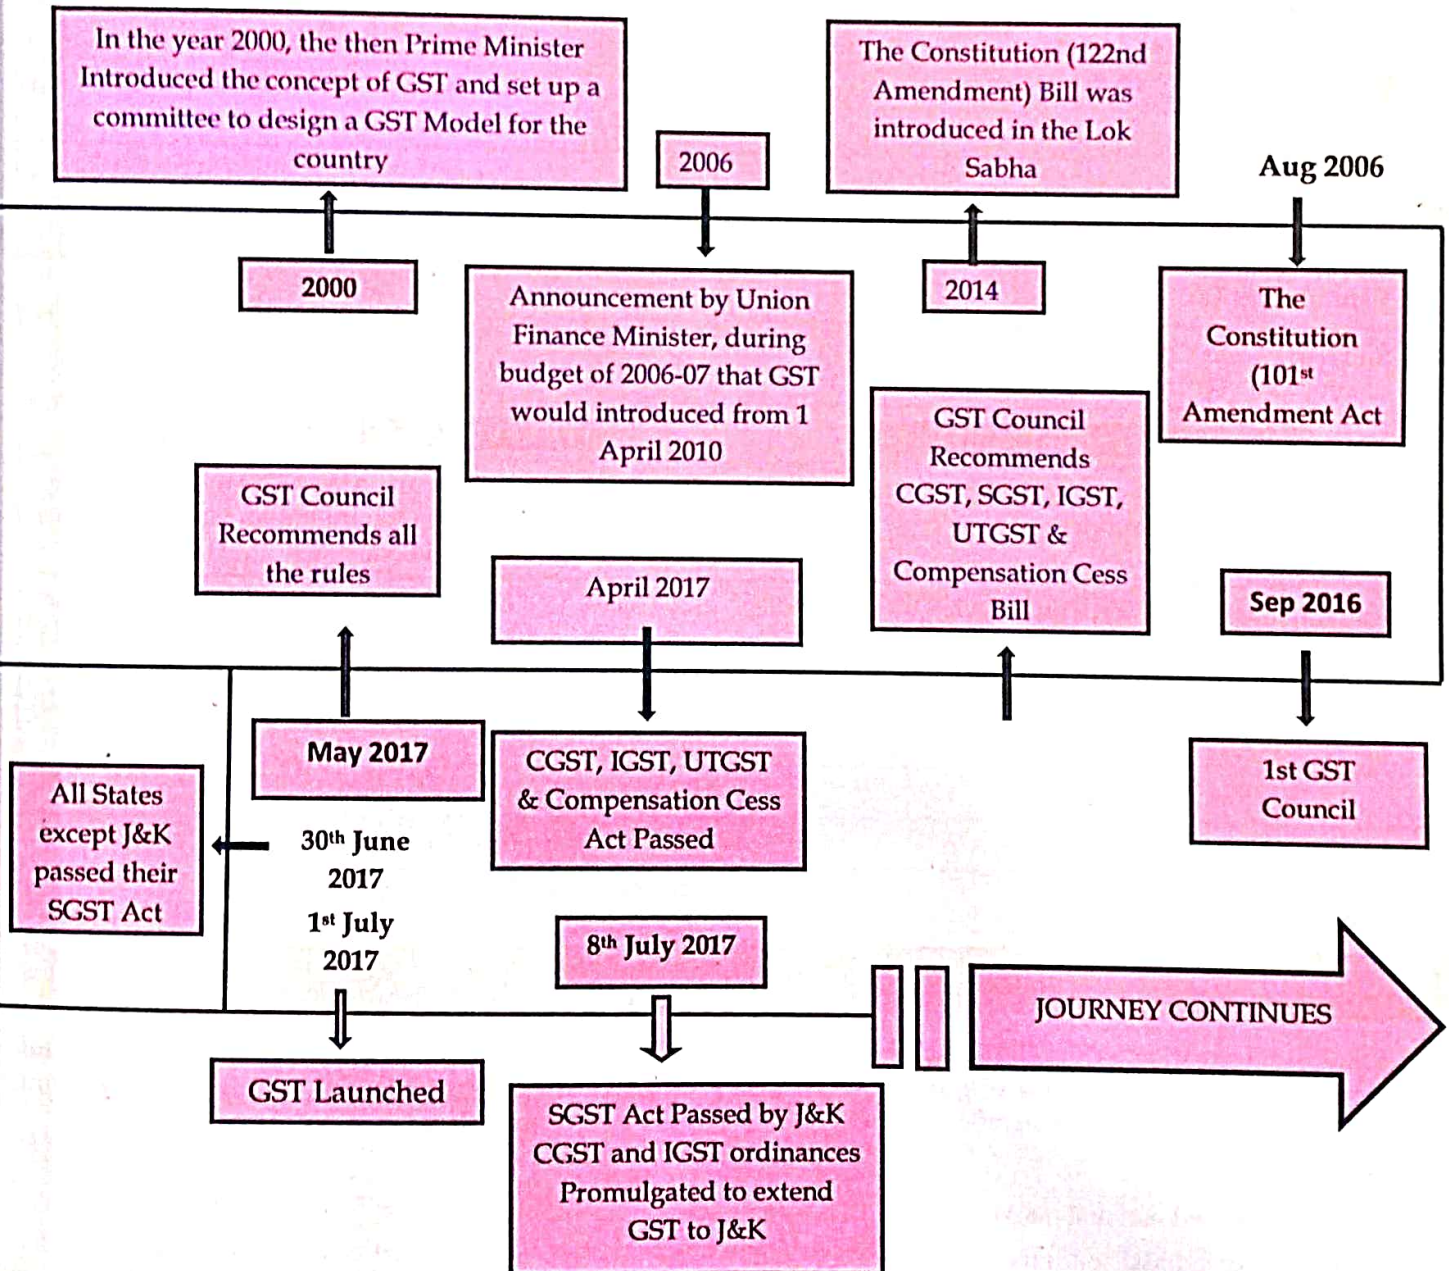 In the year 2000, the then Prime Minister
Introduced the concept of GST and set up a
committee to design a GST Model for the
country
2000
2006
Announcement by Union
Finance Minister, during
budget of 2006-07 that GST
would introduced from 1
April 2010
The Constitution (122nd
Amendment) Bill was
introduced in the Lok
Sabha
2014
Aug 2006
The
Constitution
(101st
Amendment Act
Sep 2016
1st GST
Council
GST Council
Recommends
CGST, SGST, IGST,
UTGST &
Compensation Cess
Bill
April 2017
CGST, IGST, UTGST
& Compensation Cess
Act Passed
GST Council
Recommends all
the rules
May 2017
30th June
2017
All States
except J&K
passed their
SGST Act
1st July
2017
GST Launched
8th July 2017
SGST Act Passed by J&K
CGST and IGST ordinances
Promulgated to extend
GST to J&K
JOURNEY CONTINUES